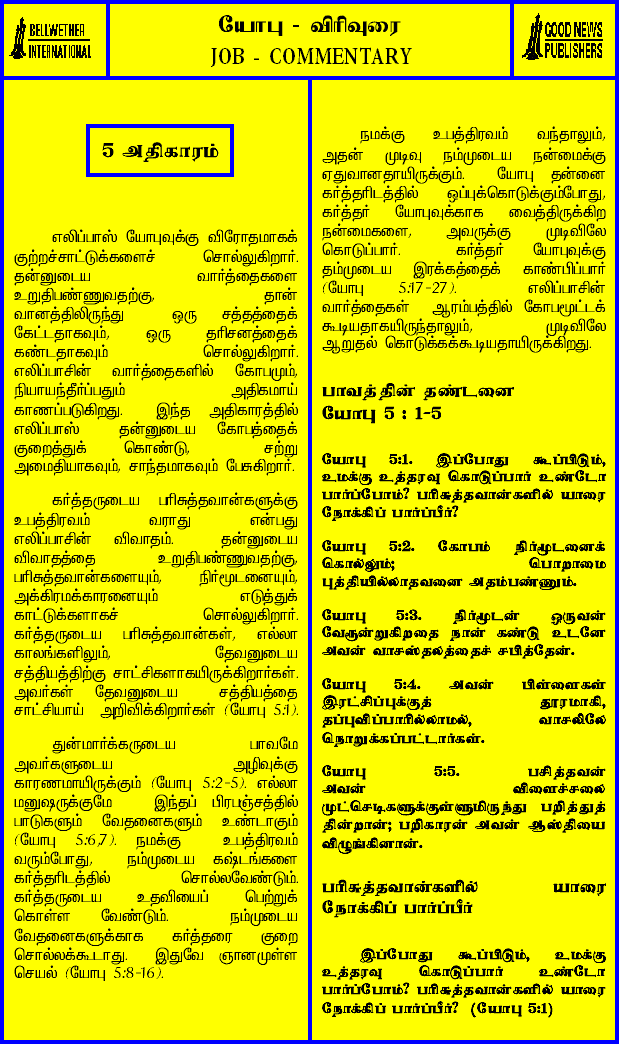 BELLWETHER
INTERNATIONAL
யோபு - விரிவுரை
JOB - COMMENTARY
GOOD NEWS
PUBLISHERS
5 அதிகாரம்
எலிப்பாஸ் யோபுவுக்கு விரோதமாகக்
குற்றச்சாட்டுக்களைச் சொல்லுகிறார்.
தன்னுடைய வார்த்தைகளை
உறுதிபண்ணுவதற்கு, தான்
வானத்திலிருந்து ஒரு சத்தத்தைக்
கேட்டதாகவும், ஒரு தரிசனத்தைக்
கண்டதாகவும் சொல்லுகிறார்.
எலிப்பாசின் வார்த்தைகளில் கோபமும்,
நியாயந்தீர்ப்பதும் அதிகமாய்
காணப்படுகிறது. இந்த அதிகாரத்தில்
எலிப்பாஸ் தன்னுடைய கோபத்தைக்
குறைத்துக் கொண்டு, சற்று
அமைதியாகவும், சாந்தமாகவும் பேசுகிறார்.
கர்த்தருடைய பரிசுத்தவான்களுக்கு
உபத்திரவம் வராது என்பது
எலிப்பாசின் விவாதம். தன்னுடைய
விவாதத்தை உறுதிபண்ணுவதற்கு,
பரிசுத்தவான்களையும், நிர்மூடனையும்,
அக்கிரமக்காரனையும் எடுத்துக்
காட்டுக்களாகச் சொல்லுகிறார்.
கர்த்தருடைய பரிசுத்தவான்கள், எல்லா
காலங்களிலும், தேவனுடைய
சத்தியத்திற்கு சாட்சிகளாகயிருக்கிறார்கள்.
அவர்கள் தேவனுடைய சத்தியத்தை
சாட்சியாய் அறிவிக்கிறார்கள் (யோபு 5:1).
துன்மார்க்கருடைய பாவமே
அவர்களுடைய அழிவுக்கு
காரணமாயிருக்கும் (யோபு 5:2-5). எல்லா
மனுஷருக்குமே இந்தப் பிரபஞ்சத்தில்
பாடுகளும் வேதனைகளும் உண்டாகும்
(யோபு 5:6,7). நமக்கு உபத்திரவம்
வரும்போது, நம்முடைய கஷ்டங்களை
கர்த்தரிடத்தில் சொல்லவேண்டும்.
கர்த்தருடைய உதவியைப் பெற்றுக்
கொள்ள வேண்டும். நம்முடைய
வேதனைகளுக்காக கர்த்தரை குறை
சொல்லக்கூடாது. இதுவே ஞானமுள்ள
செயல் (யோபு 5:8-16).
நமக்கு உபத்திரவம் வந்தாலும்,
அதன் முடிவு நம்முடைய நன்மைக்கு
ஏதுவானதாயிருக்கும். யோபு தன்னை
கர்த்தரிடத்தில் ஒப்புக்கொடுக்கும்போது,
கர்த்தர் யோபுவுக்காக வைத்திருக்கிற
நன்மைகளை, அவருக்கு முடிவிலே
கொடுப்பார். கர்த்தர் யோபுவுக்கு
தம்முடைய இரக்கத்தைக் காண்பிப்பார்
(யோபு 5:17-27). எலிப்பாசின்
வார்த்தைகள் ஆரம்பத்தில் கோபமூட்டக்
கூடியதாகயிருந்தாலும், முடிவிலே
ஆறுதல் கொடுக்கக்கூடியதாயிருக்கிறது.
பாவத்தின் தண்டனை
யோபு 5 : 1-5
யோபு 5:1. இப்போது கூப்பிடும்,
உமக்கு உத்தரவு கொடுப்பார் உண்டோ
பார்ப்போம்? பரிசுத்தவான்களில் யாரை
நோக்கிப் பார்ப்பீர்?
யோபு 5:2. கோபம் நிர்மூடனைக்
கொல்லும்; பொறாமை
புத்தியில்லாதவனை அதம்பண்ணும்.
யோபு 5:3. நிர்மூடன் ஒருவன்
வேரூன்றுகிறதை நான் கண்டு உடனே
அவன் வாசஸ்தலத்தைச் சபித்தேன்.
யோபு 5:4. அவன் பிள்ளைகள்
இரட்சிப்புக்குத் தூரமாகி,
தப்புவிப்பாரில்லாமல், வாசலிலே
நொறுக்கப்பட்டார்கள்.
யோபு 5:5. பசித்தவன்
அவன் விளைச்சலை
முட்செடிகளுக்குள்ளுமிருந்து பறித்துத்
தின்றான்; பறிகாரன் அவன் ஆஸ்தியை
விழுங்கினான்.
பரிசுத்தவான்களில் யாரை
நோக்கிப் பார்ப்பீர்
இப்போது கூப்பிடும், உமக்கு
உத்தரவு கொடுப்பார் உண்டோ
பார்ப்போம்? பரிசுத்தவான்களில் யாரை
நோக்கிப் பார்ப்பீர்? (யோபு 5:1)